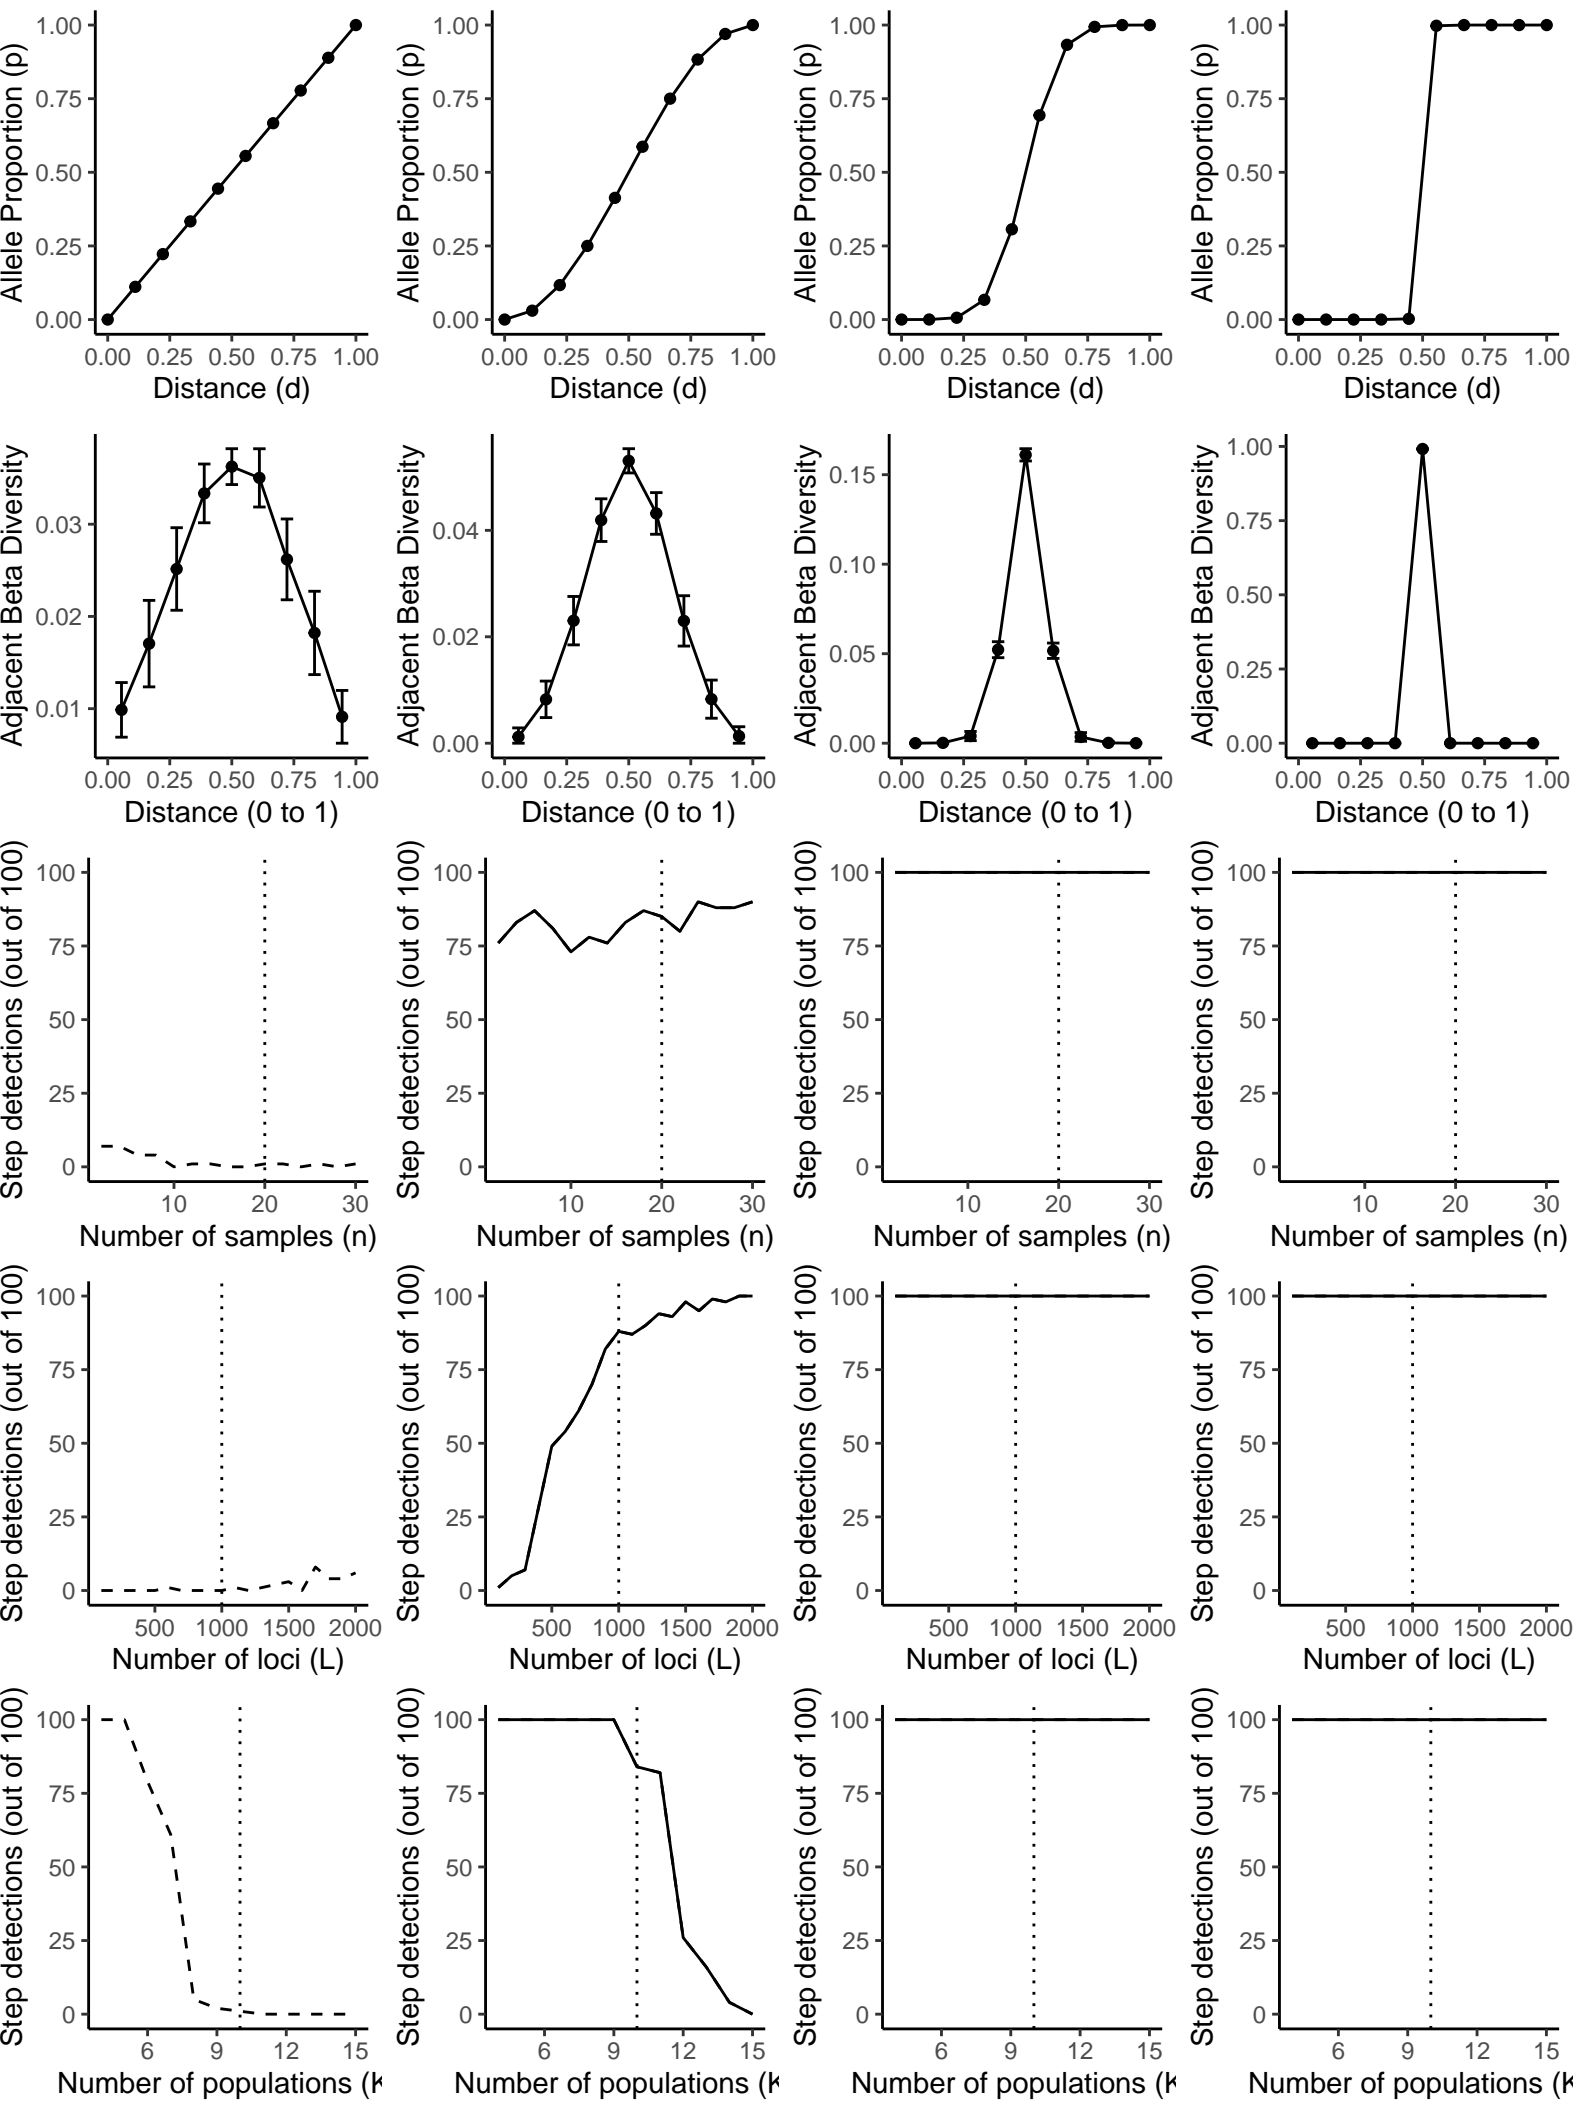 Allele Proportion (p)
1.00
0.75
0.50
0.25
0.00
0.00 0.25 0.50 0.75 1.00
Distance (d)
Allele Proportion (p)
1.00
0.75
0.50
0.25
0.00
0.00 0.25 0.50 0.75 1.00
Distance (d)
Allele Proportion (p)
1.00
0.75
0.50
0.25
0.00
0.00 0.25 0.50 0.75 1.00
Distance (d)
Allele Proportion (p)
1.00
0.75
0.50
0.25
0.00
0.00 0.25 0.50 0.75 1.00
Distance (d)
Adjacent Beta Diversity
0.03
0.02
0.01
0.00 0.25 0.50 0.75 1.00
Distance (0 to 1)
Adjacent Beta Diversity
0.04
0.02
0.00
0.00 0.25 0.50 0.75 1.00
Distance (0 to 1)
Adjacent Beta Diversity
0.15
0.10
0.05
0.00
0.00 0.25 0.50 0.75 1.00
Distance (0 to 1)
Adjacent Beta Diversity
1.00
0.75
0.50
0.25
0.00
0.00 0.25 0.50 0.75 1.00
Distance (0 to 1)
Step detections (out of 100)
100
75
50
25
0
10 20 30
Number of samples (n)
Step detections (out of 100)
100
75
50
25
0
10 20 30
Number of samples (n)
Step detections (out of 100)
100
75
50
25
0
10 20 30
Number of samples (n)
Step detections (out of 100)
100
75
50
25
0
10 20 30
Number of samples (n)
Step detections (out of 100)
100
75
50
25
0
500 1000 1500 2000
Number of loci (L)
Step detections (out of 100)
100
75
50
25
0
500 1000 1500 2000
Number of loci (L)
Step detections (out of 100)
100
75
50
25
0
500 1000 1500 2000
Number of loci (L)
Step detections (out of 100)
100
75
50
25
0
500 1000 1500 2000
Number of loci (L)
Step detections (out of 100)
100
75
50
25
0
6 9 12 15
Number of populations (K
Step detections (out of 100)
100
75
50
25
0
6 9 12 15
Number of populations (K
Step detections (out of 100)
100
75
50
25
0
6 9 12 15
Number of populations (K
Step detections (out of 100)
100
75
50
25
0
6 9 12 15
Number of populations (K